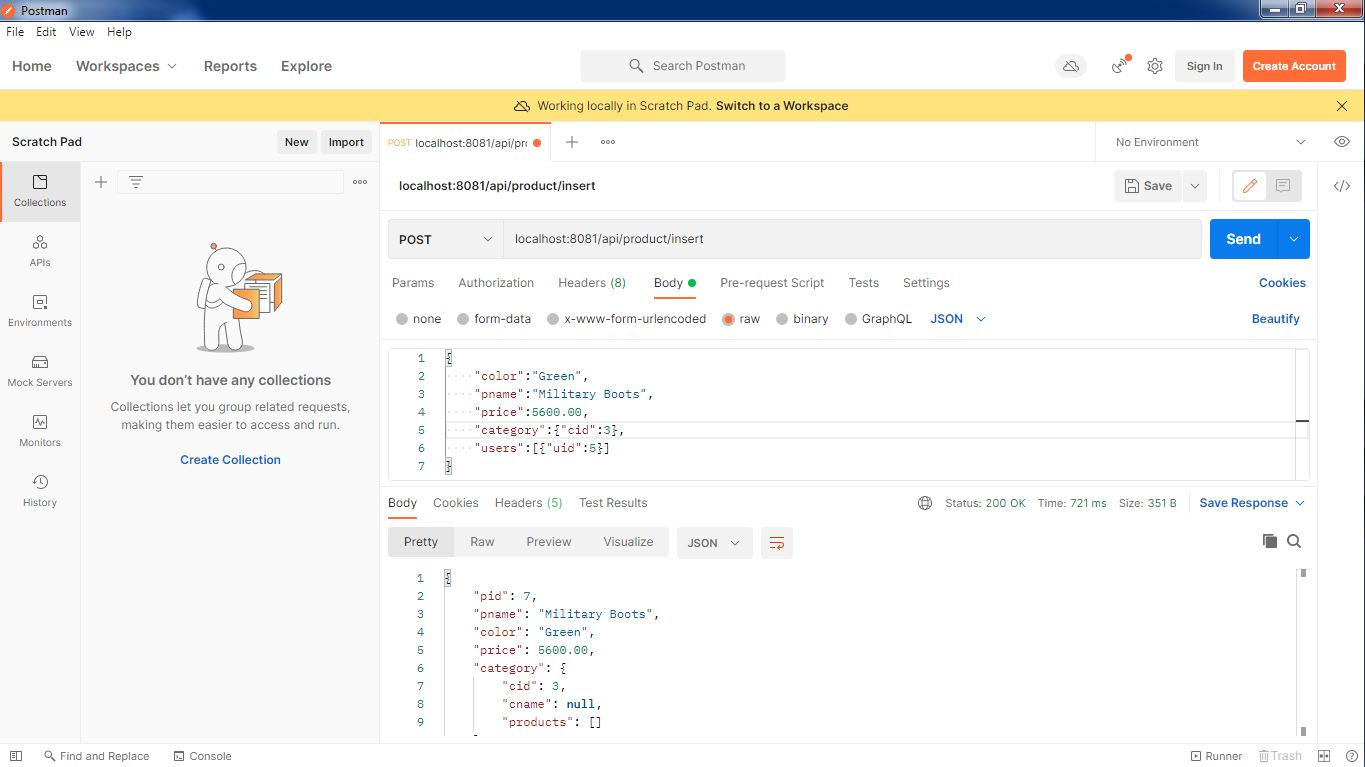 Postman
File Edit View Help
Home Workspaces Reports Explore Search Postman Sign In Create Account
Working locally in Scratch Pad. Switch to a Workspace
Scratch Pad New Import
POST localhost:8081/api/pr
No Environment
Collections
APIs
Environments
Mock Servers
Monitors
History
You don't have any collections
Collections let you group related requests,
making them easier to access and run.
Create Collection
localhost:8081/api/product/insert Save
POST localhost:8081/api/product/insert Send
Params Authorization Headers (8) Body Pre-request Script Tests Settings Cookies
none form-data x-www-form-urlencoded raw binary GraphQL JSON Beautify
1 {
2 "color":"Green",
3 "pname":"Military Boots",
4 "price":5600.00,
5 "category":{"cid":3},
6 "users":[{"uid":5}]
7 }
Body Cookies Headers (5) Test Results Status: 200 OK Time: 721 ms Size: 351 B Save Response
Pretty Raw Preview Visualize JSON
1 {
2 "pid": 7,
3 "pname": "Military Boots",
4 "color": "Green",
5 "price": 5600.00,
6 "category": {
7 "cid": 3,
8 "cname": null,
9 "products": []
Find and Replace Console Runner Trash